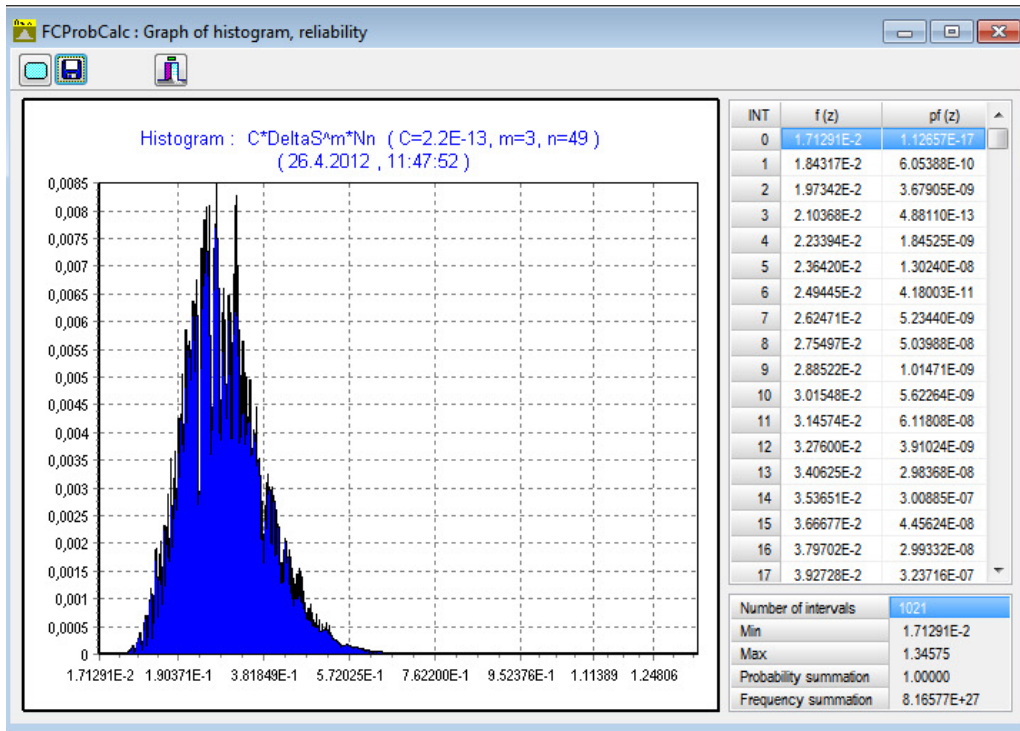 FCProbCalc : Graph of histogram, reliability
Histogram : C*DeltaS^m*Nn ( C=2.2E-13, m=3, n=49 )
( 26.4.2012 , 11:47:52 )
0,0085
0,008
0,0075
0,007
0,0065
0,006
0,0055
0,005
0,0045
0,004
0,0035
0,003
0,0025
0,002
0,0015
0,001
0,0005
0
1.71291E-2 1.90371E-1 3.81849E-1 5.72025E-1 7.62200E-1 9.52376E-1 1.11389 1.24806
INT f (z) pf (z)
0 1.71291E-2 1.12657E-17
1 1.84317E-2 6.05388E-10
2 1.97342E-2 3.67905E-09
3 2.10368E-2 4.88110E-13
4 2.23394E-2 1.84525E-09
5 2.36420E-2 1.30240E-08
6 2.49445E-2 4.18003E-11
7 2.62471E-2 5.23440E-09
8 2.75497E-2 5.03988E-08
9 2.88522E-2 1.01471E-09
10 3.01548E-2 5.62264E-09
11 3.14574E-2 6.11808E-08
12 3.27600E-2 3.91024E-09
13 3.40625E-2 2.98368E-08
14 3.53651E-2 3.00885E-07
15 3.66677E-2 4.45624E-08
16 3.79702E-2 2.99332E-08
17 3.92728E-2 3.23716E-07
Number of intervals 1021
Min 1.71291E-2
Max 1.34575
Probability summation 1.00000
Frequency summation 8.16577E+27